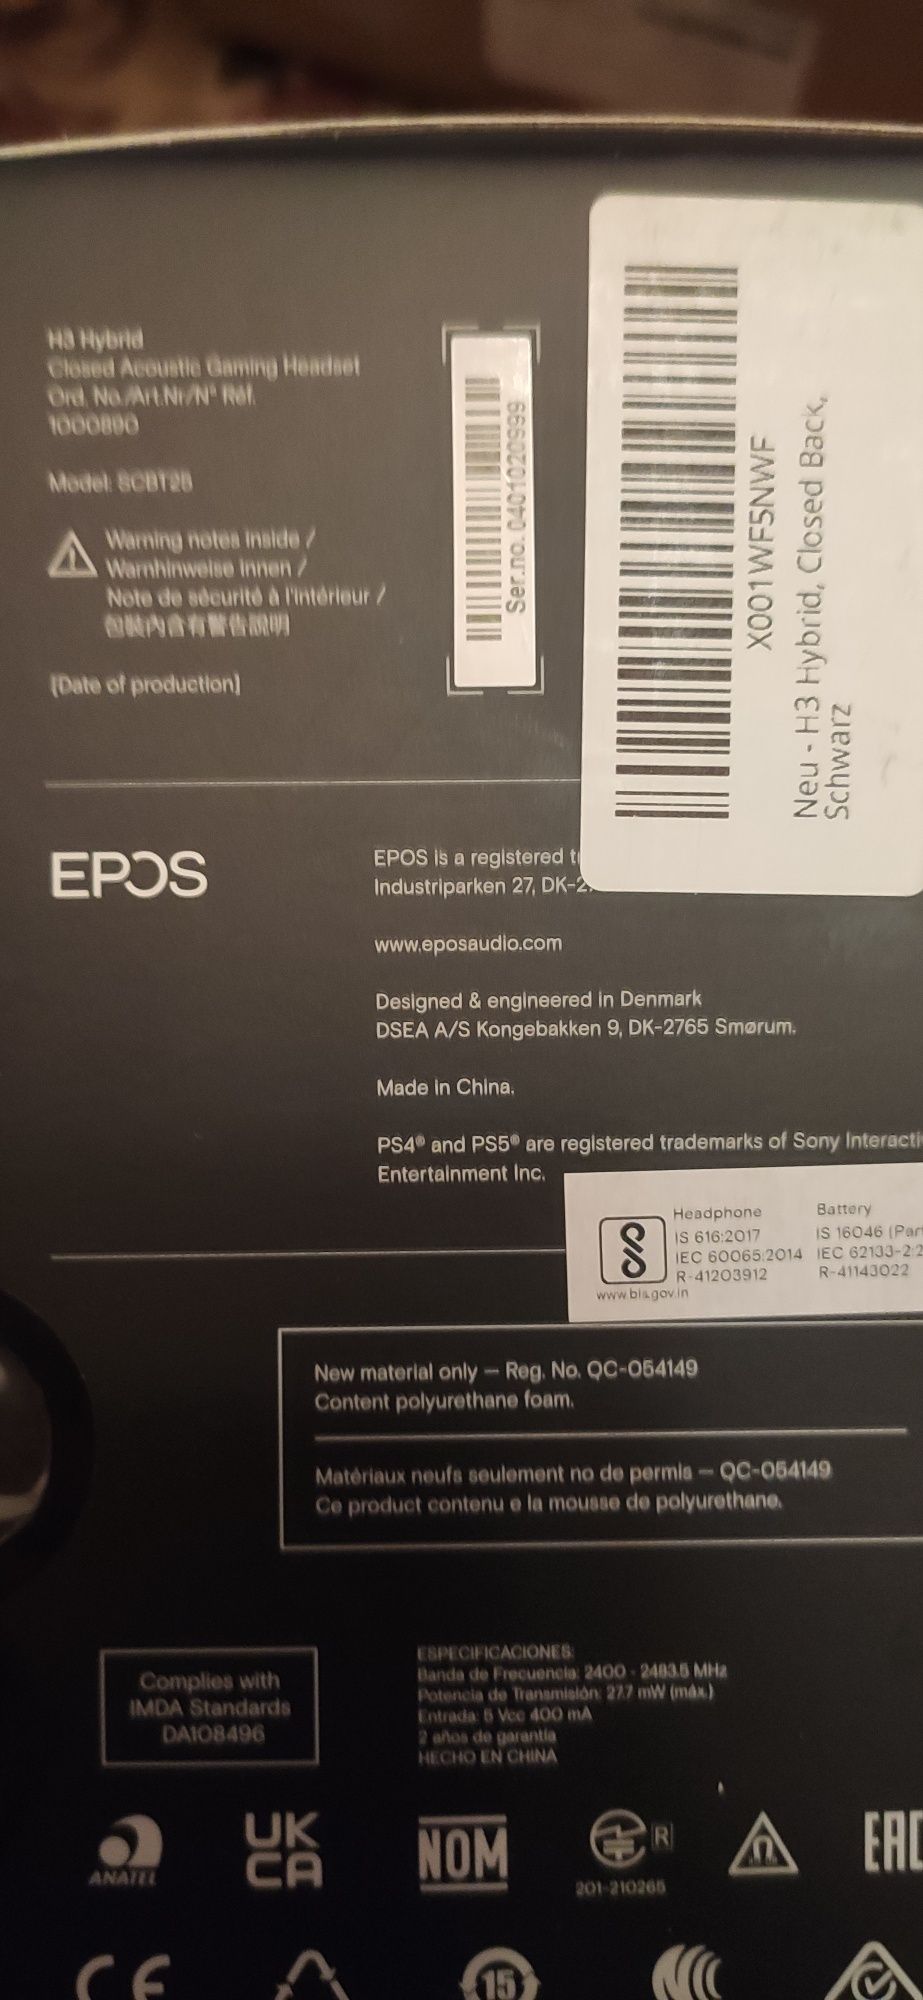 H3 Hybrid
Closed Acoustic Gaming Headset
Ord. No./Art.Nr/N° Réf.
1000890
Model: SCBT25
Warning notes inside /
Warnhinweise innen /
Note de sécurité à l'intérieur /
包裝內含有警告說明
[Date of production]
Ser.no. 0401020999
X001WF5NWF
Neu - H3 Hybrid, Closed Back,
Schwarz
EPOS
EPOS is a registered
Industriparken 27, DK-2
www.eposaudio.com
Designed & engineered in Denmark
DSEA A/S Kongebakken 9, DK-2765 Smørum.
Made in China.
PS4® and PS5® are registered trademarks of Sony Interacti
Entertainment Inc.
Headphone
IS 616:2017
IEC 60065:2014
R-41203912
www.bis.gov.in
Battery
IS 16046 (Par
IEC 62133-2:2
R-41143022
New material only – Reg. No. QC-054149
Content polyurethane foam.
Matériaux neufs seulement no de permis – QC-054149
Ce product contenu e la mousse de polyurethane.
Complies with
IMDA Standards
DA108496
ESPECIFICACIONES:
Banda de Frecuencia: 2400 - 2483.5 MHz
Potencia de Transmisión: 27.7 mW (máx.)
Entrada: 5 Vcc 400 mA
2 años de garantía
HECHO EN CHINA
ANATEL
UK
CA
NOM
R
201-210265
EAC
CE
15